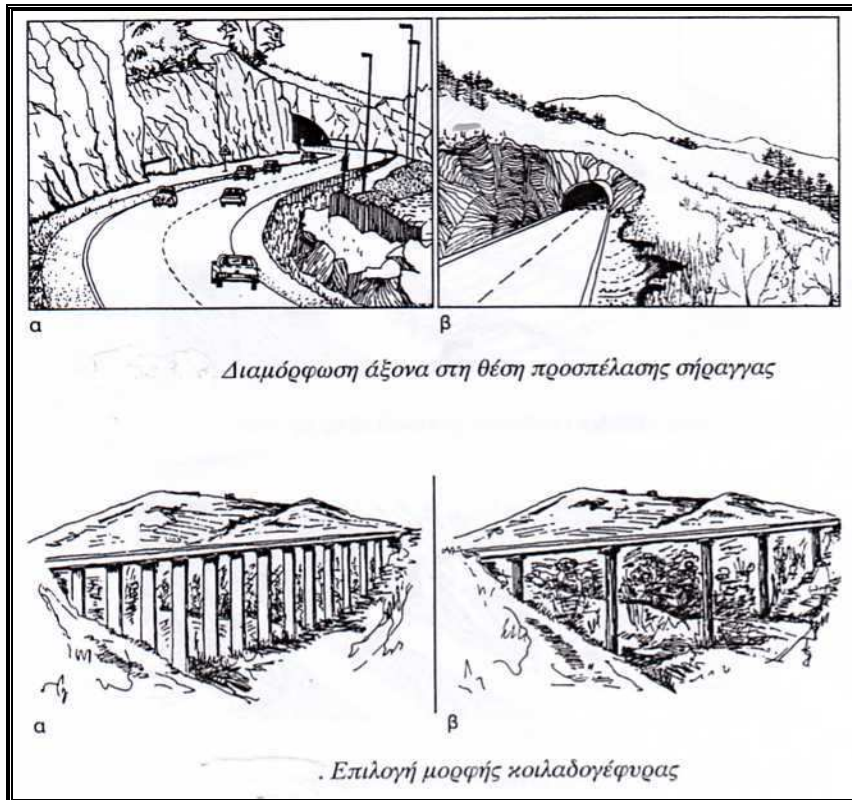 α
β
Διαμόρφωση άξονα στη θέση προσπέλασης σήραγγας
α
β
. Επιλογή μορφής κοιλαδογέφυρας